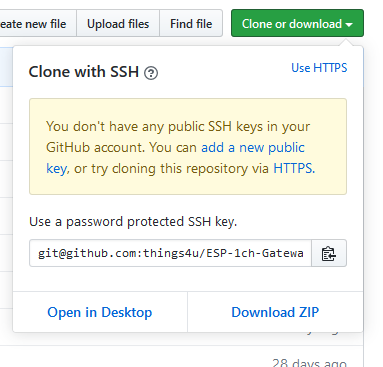 eate new file Upload files Find file Clone or download
Clone with SSH Use HTTPS
You don't have any public SSH keys in your
GitHub account. You can add a new public
key, or try cloning this repository via HTTPS.
Use a password protected SSH key.
git@github.com:things4u/ESP-1ch-Gatewa
Open in Desktop Download ZIP
28 days ago